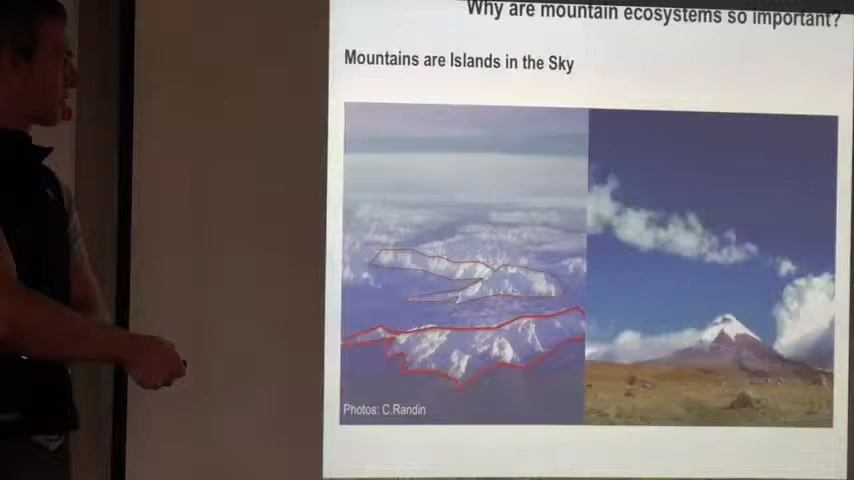 Why are mountain ecosystems so important?
Mountains are Islands in the Sky
Photos: C.Randin